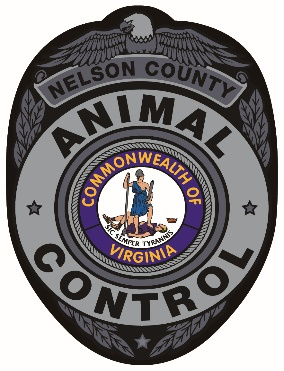 NELSON COUNTY
ANIMAL
COMMONWEALTH OF
SIC SEMPER TYRANNIS
VIRGINIA
CONTROL